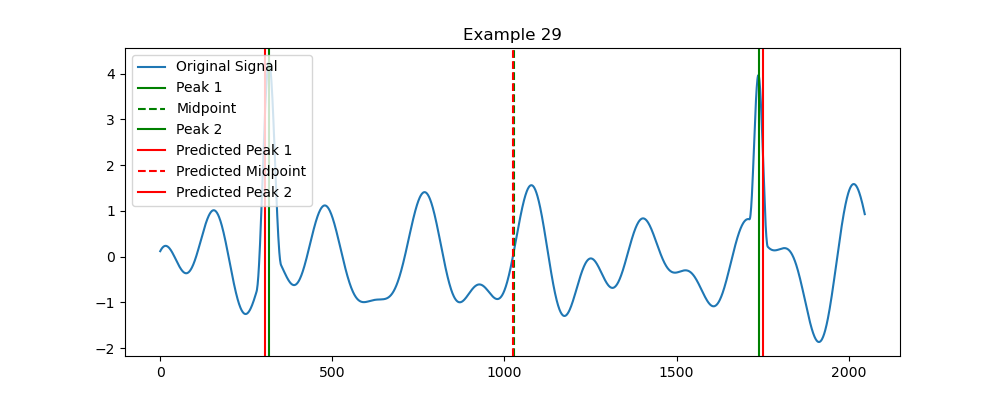 Example 29
Original Signal
Peak 1
Midpoint
Peak 2
Predicted Peak 1
Predicted Midpoint
Predicted Peak 2
4
3
2
1
0
−1
−2
0
500
1000
1500
2000